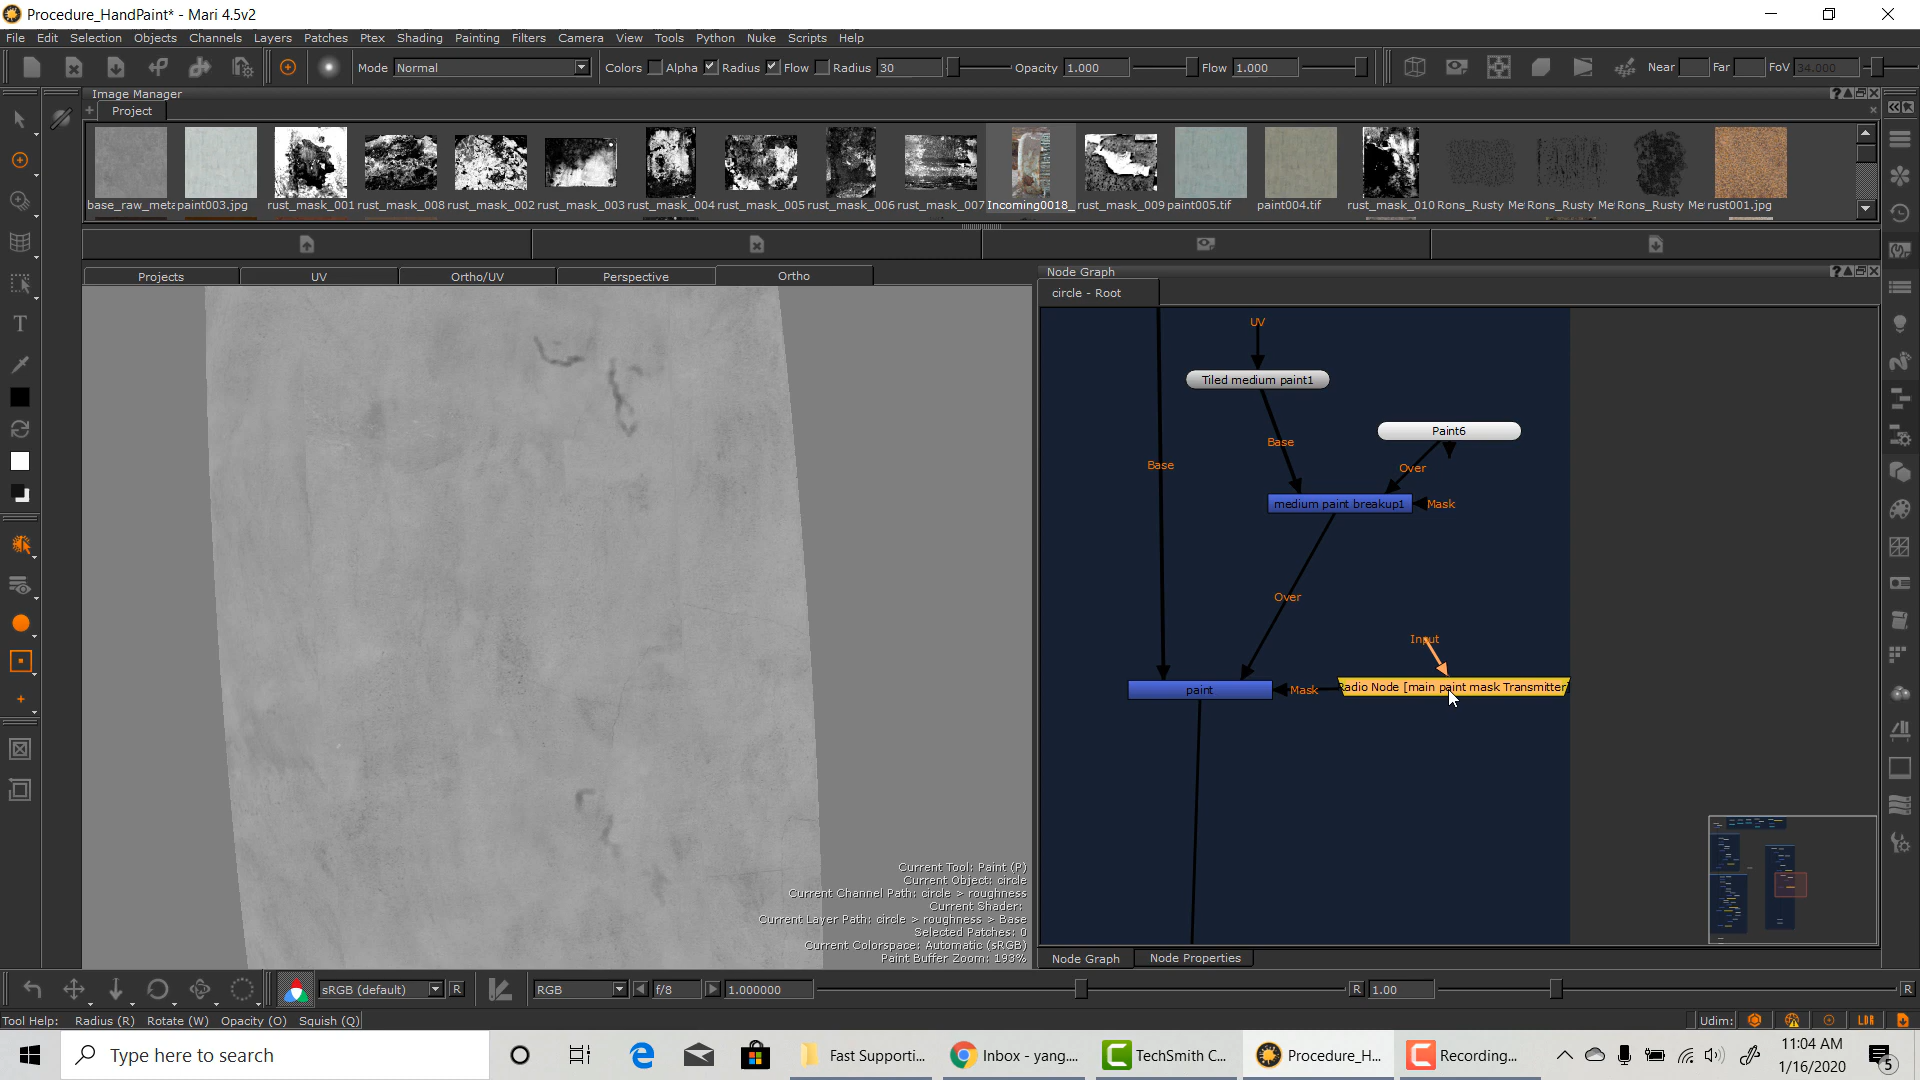 Procedure_HandPaint* - Mari 4.5v2
File Edit Selection Objects Channels Layers Patches Ptex Shading Painting Filters Camera View Tools Python Nuke Scripts Help
Mode Normal Colors Alpha Radius Flow Radius 30 Opacity 1.000 Flow 1.000 Near Far FoV 34.000
Image Manager
Project
base_raw_meta paint003.jpg rust_mask_001 rust_mask_008 rust_mask_002 rust_mask_003 rust_mask_004 rust_mask_005 rust_mask_006 rust_mask_007 Incoming0018_ rust_mask_009 paint005.tif paint004.tif rust_mask_010 Rons_Rusty Me Rons_Rusty Me Rons_Rusty Me rust001.jpg
Projects UV Ortho/UV Perspective Ortho
Node Graph
circle - Root
UV
Tiled medium paint1
Paint6
Base
Base
Over
medium paint breakup1
Mask
Over
Input
paint
Mask
adio Node [main paint mask Transmitter]
Current Tool: Paint (P)
Current Object: circle
Current Channel Path: circle > roughness
Current Shader:
Current Layer Path: circle > roughness > Base
Selected Patches: 0
Current Colorspace: Automatic (sRGB)
Paint Buffer Zoom: 193%
Node Graph Node Properties
sRGB (default) R RGB f/8 1.000000 R 1.00 R
Tool Help: Radius (R) Rotate (W) Opacity (O) Squish (Q)
Udim: LDR
Type here to search
Fast Supporti...
Inbox - yang....
TechSmith C...
Procedure_H...
Recording...
11:04 AM
1/16/2020
5